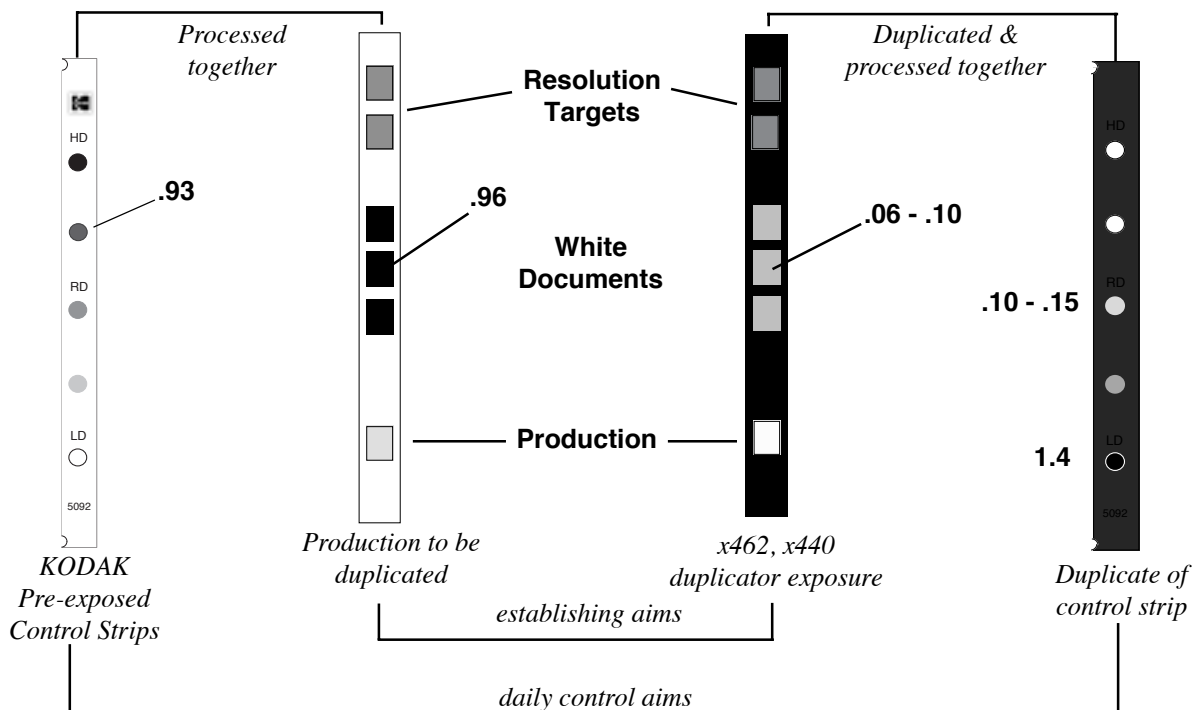 Processed
together
Duplicated &
processed together
Resolution
Targets
HD
.93
.96
White
Documents
.06 - .10
RD
Production
LD
5092
HD
RD
.10 - .15
LD
1.4
5092
KODAK
Pre-exposed
Control Strips
Production to be
duplicated
x462, x440
duplicator exposure
Duplicate of
control strip
establishing aims
daily control aims